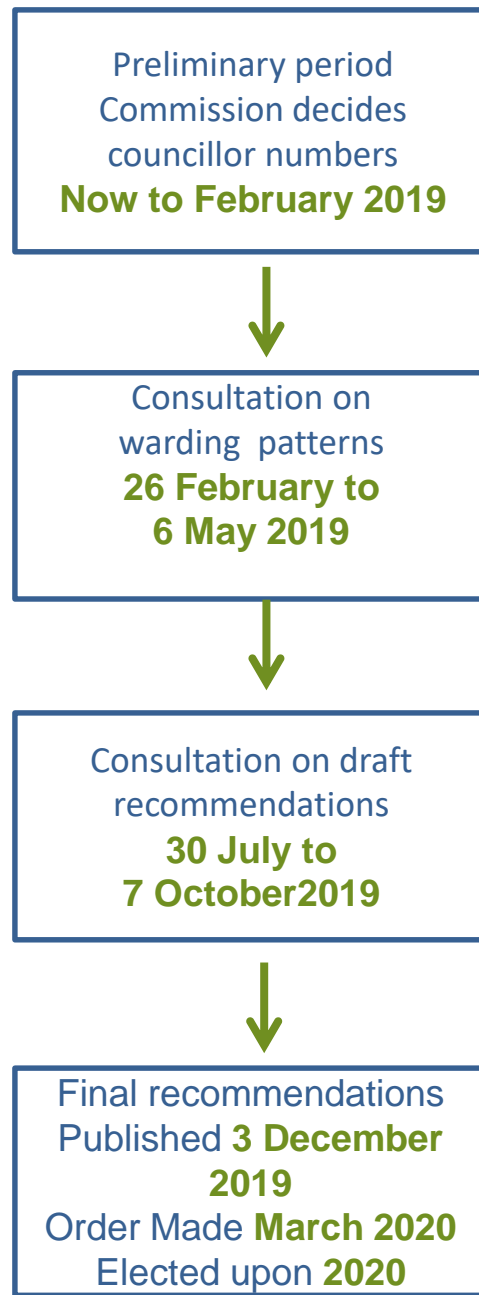 Preliminary period
Commission decides
councillor numbers
Now to February 2019
Consultation on
warding patterns
26 February to
6 May 2019
Consultation on draft
recommendations
30 July to
7 October2019
Final recommendations
Published 3 December
2019
Order Made March 2020
Elected upon 2020